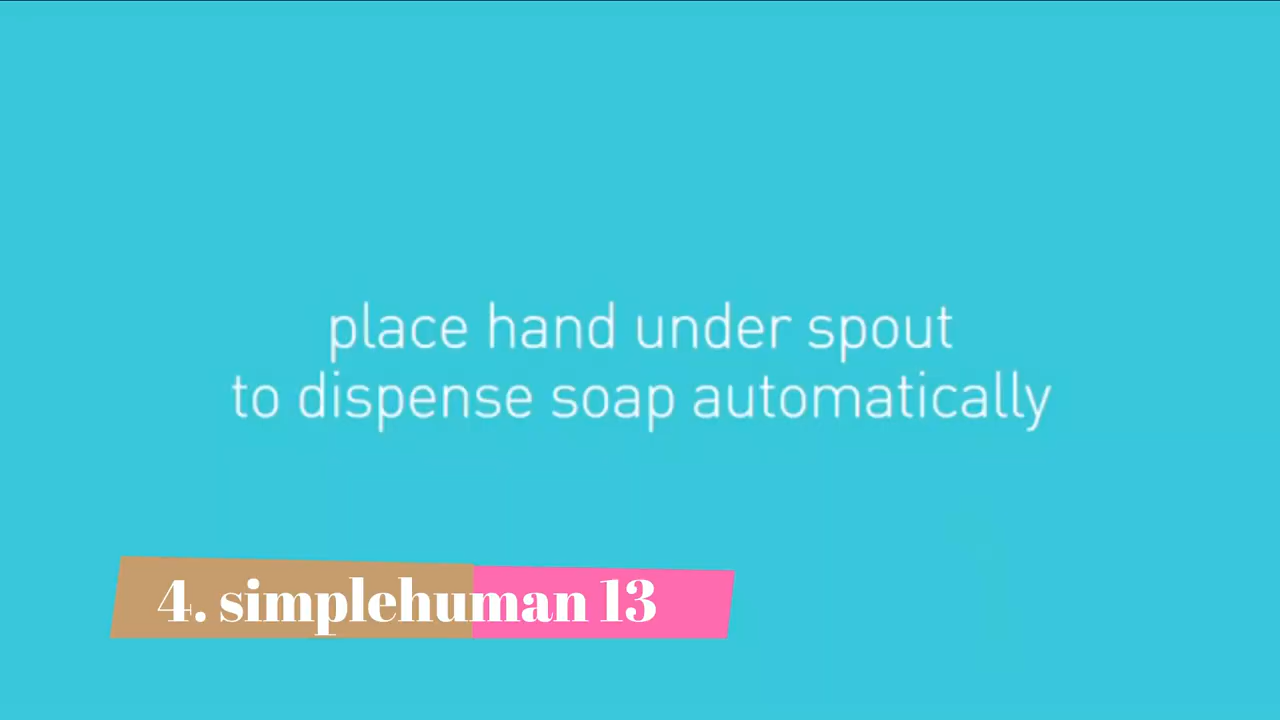 place hand under spout
to dispense soap automatically
4. simplehuman 13